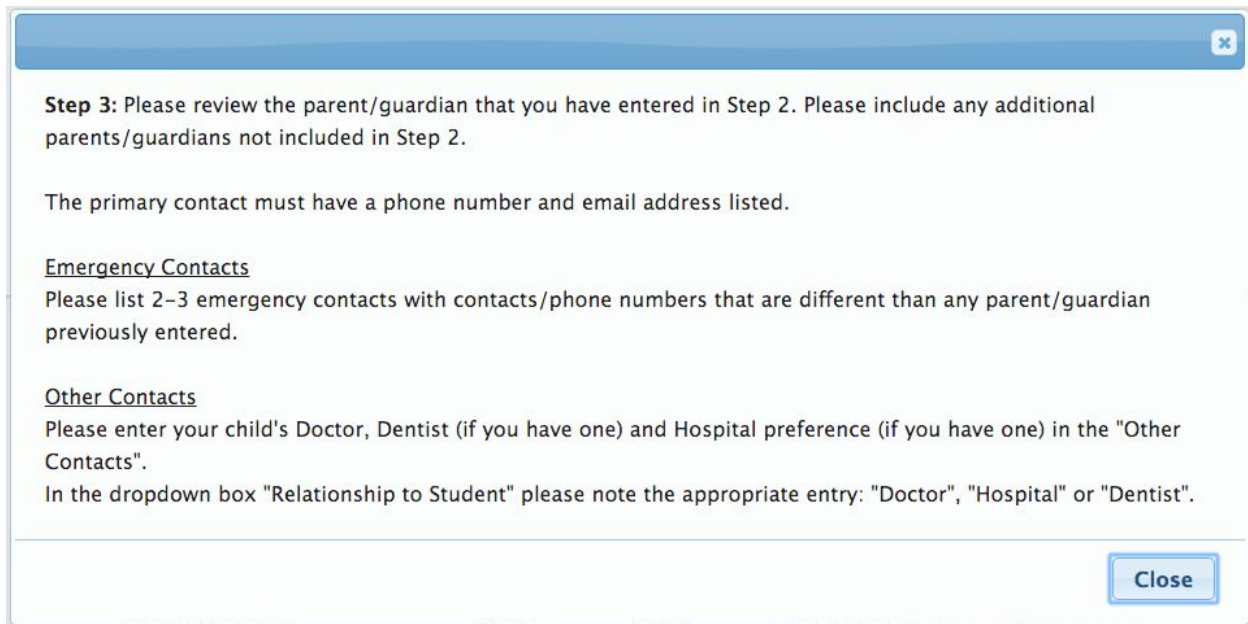 Step 3: Please review the parent/guardian that you have entered in Step 2. Please include any additional
parents/guardians not included in Step 2.
The primary contact must have a phone number and email address listed.
Emergency Contacts
Please list 2–3 emergency contacts with contacts/phone numbers that are different than any parent/guardian
previously entered.
Other Contacts
Please enter your child's Doctor, Dentist (if you have one) and Hospital preference (if you have one) in the "Other
Contacts".
In the dropdown box "Relationship to Student" please note the appropriate entry: "Doctor", "Hospital" or "Dentist".
Close